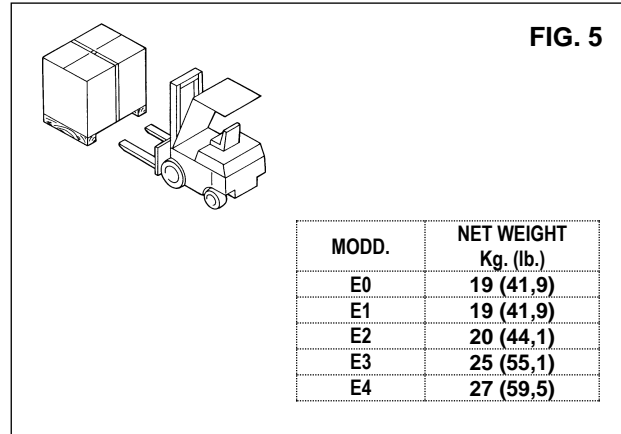 FIG. 5
MODD. NET WEIGHT
Kg. (lb.)
E0 19 (41,9)
E1 19 (41,9)
E2 20 (44,1)
E3 25 (55,1)
E4 27 (59,5)